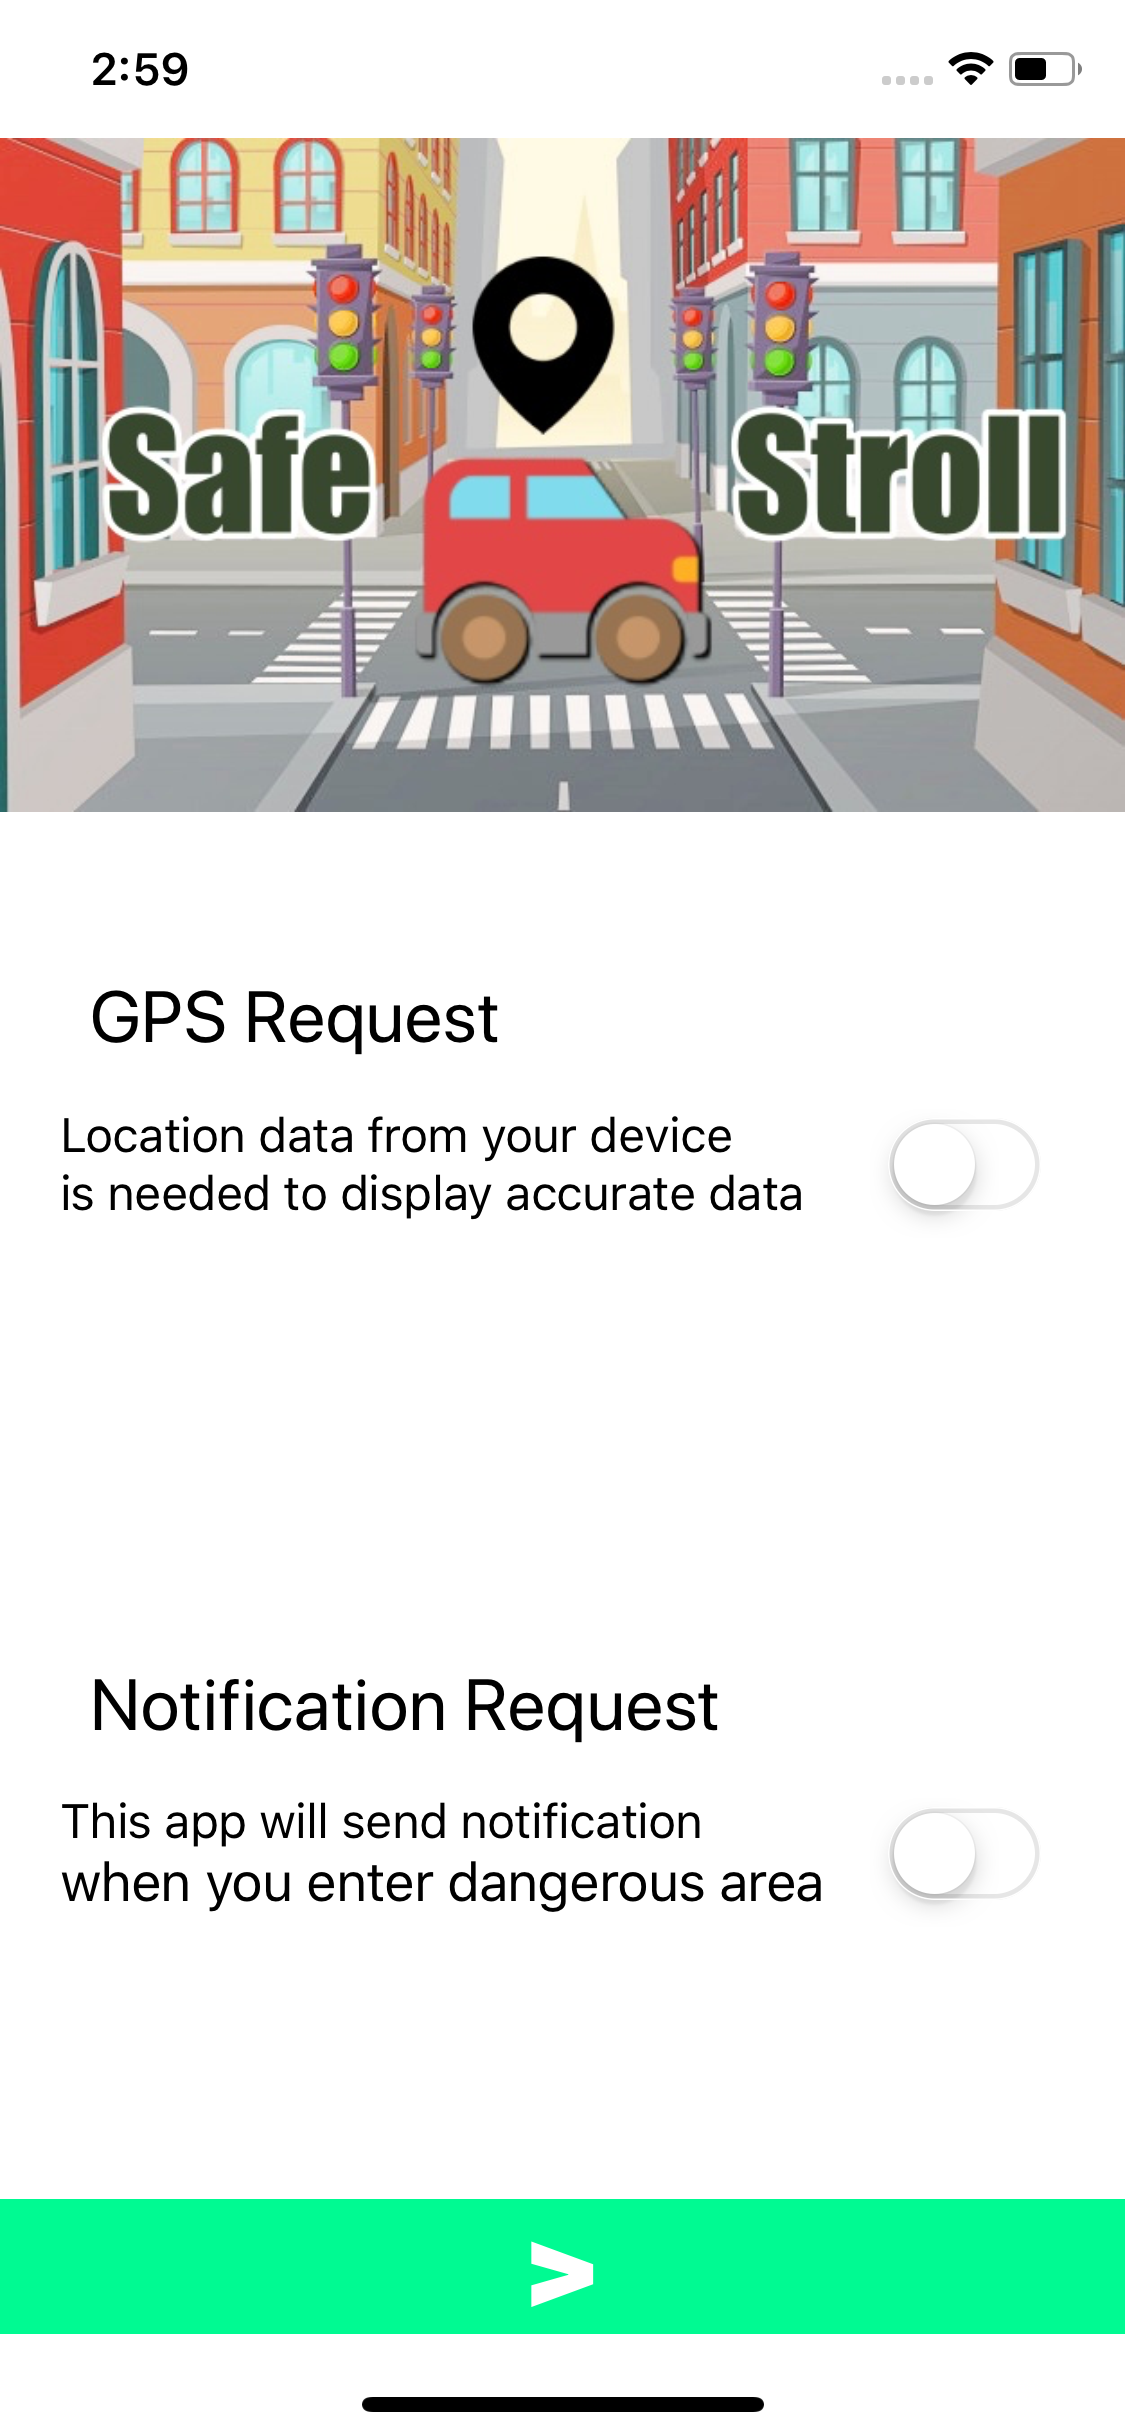 2:59
Safe Stroll
GPS Request
Location data from your device
is needed to display accurate data
Notification Request
This app will send notification
when you enter dangerous area
>